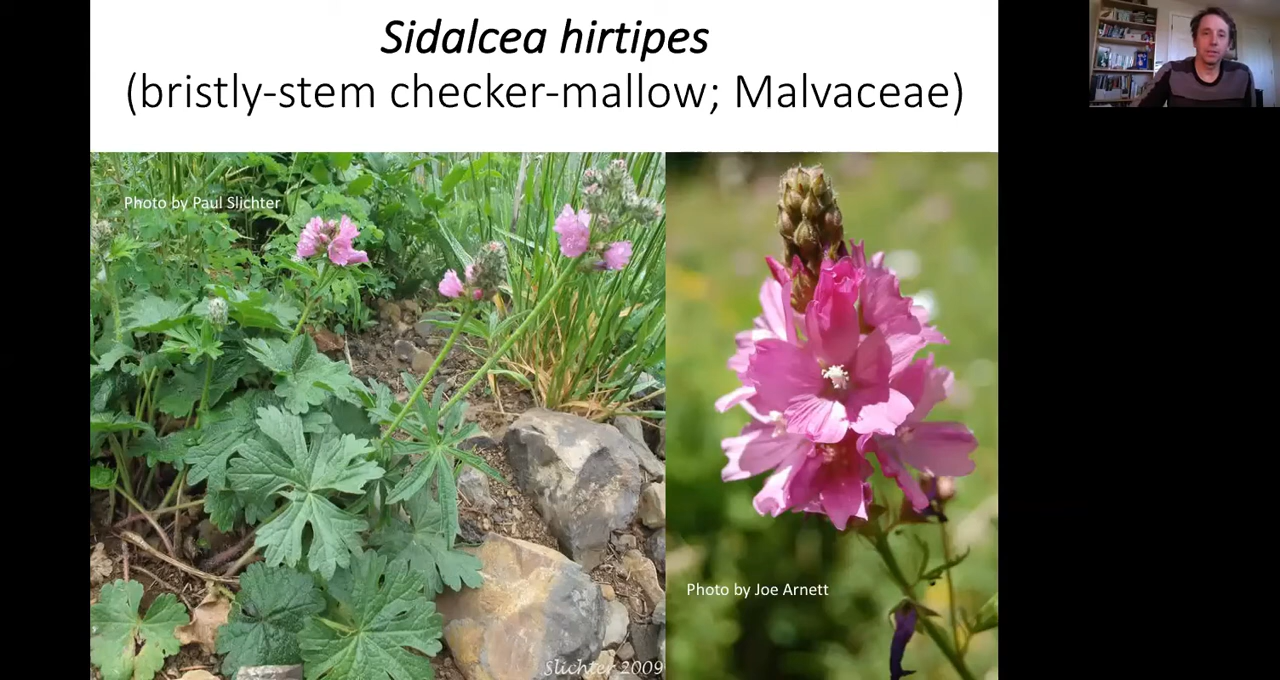 Sidalcea hirtipes
(bristly-stem checker-mallow; Malvaceae)
Photo by Paul Slichter
Photo by Joe Arnett
Slichter 2009